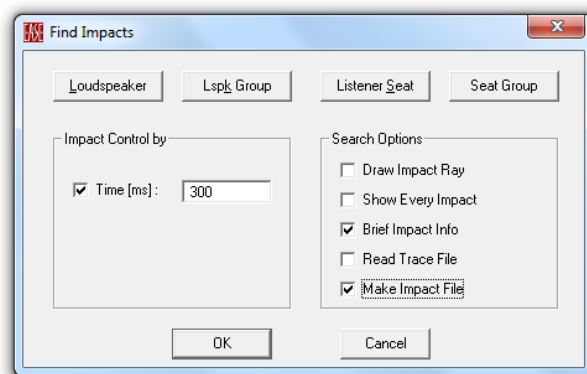 EASE Find Impacts
Loudspeaker Lspk Group Listener Seat Seat Group
Impact Control by
Time [ms] : 300
Search Options
Draw Impact Ray
Show Every Impact
Brief Impact Info
Read Trace File
Make Impact File
OK Cancel